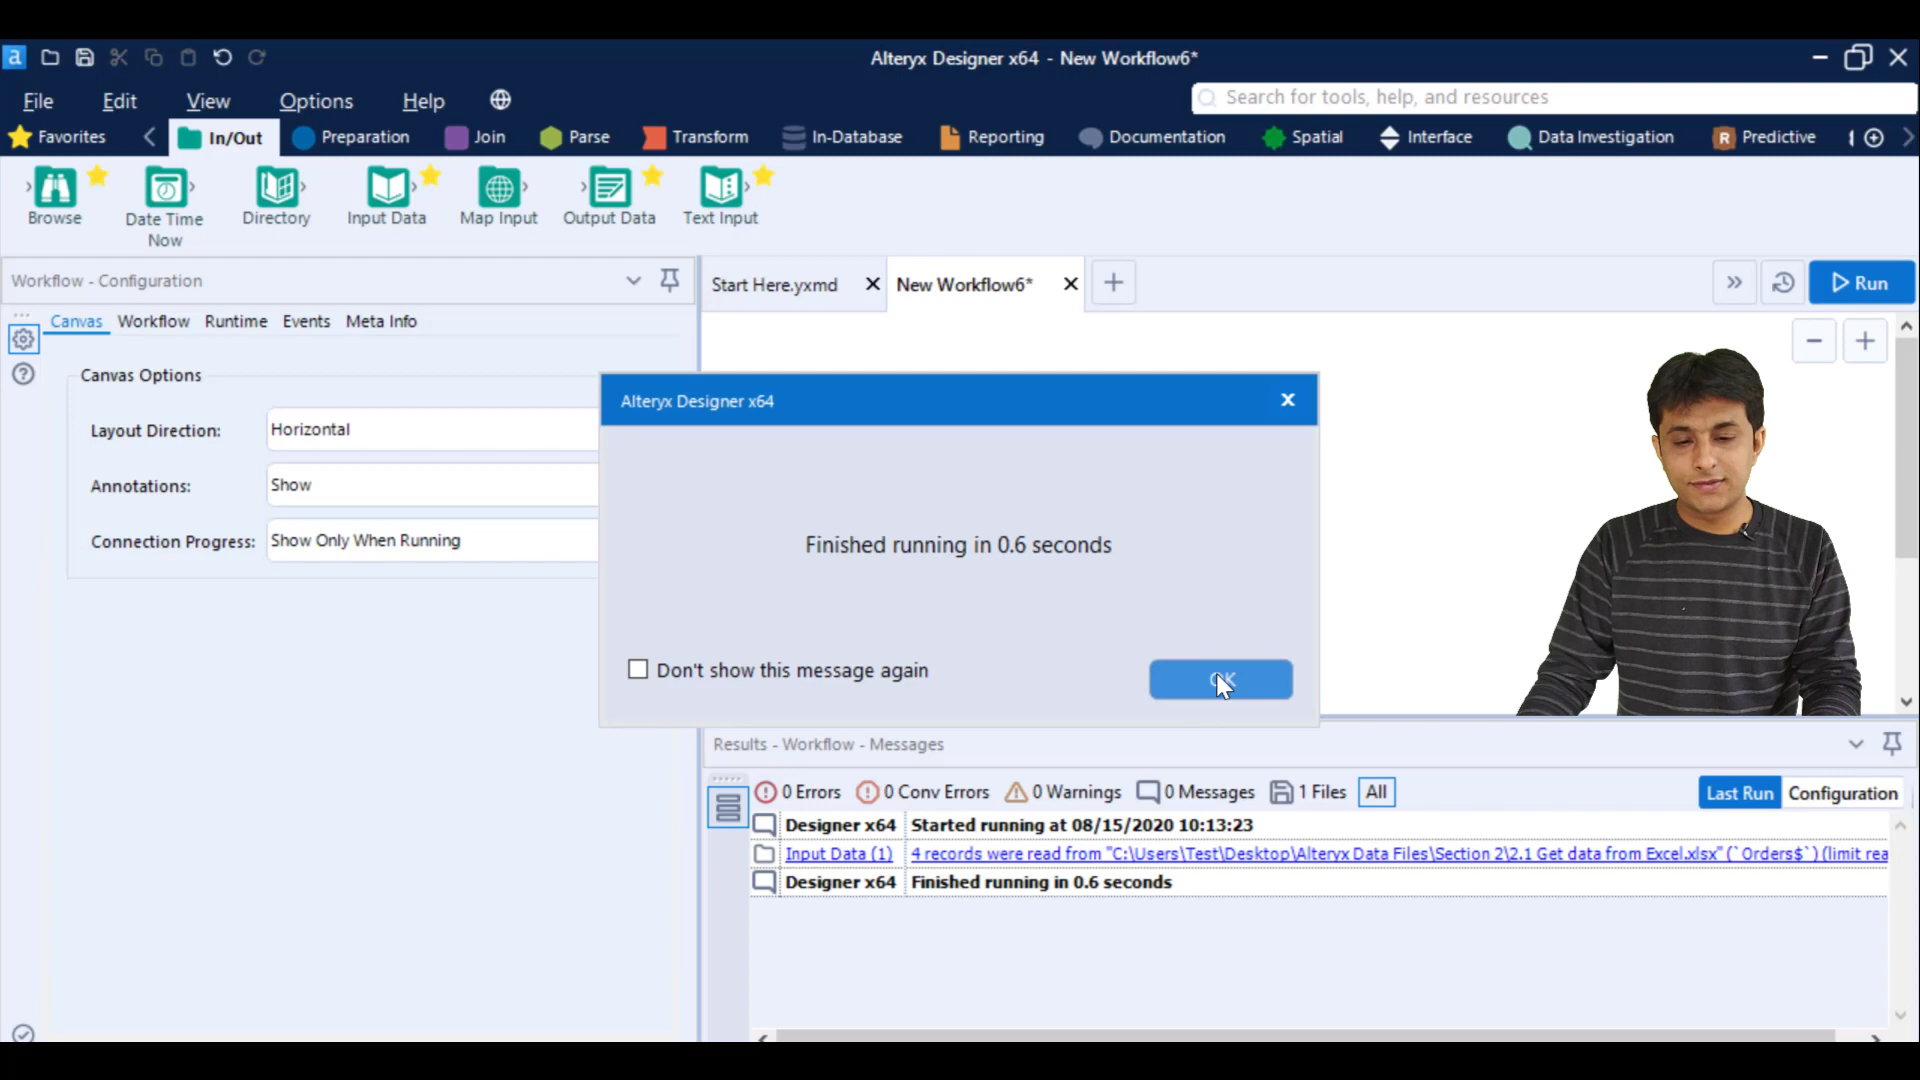 a
Alteryx Designer x64 - New Workflow6*
File Edit View Options Help
Search for tools, help, and resources
Favorites In/Out Preparation Join Parse Transform In-Database Reporting Documentation Spatial Interface Data Investigation R Predictive
Browse Date Time Now Directory Input Data Map Input Output Data Text Input
Workflow - Configuration
Start Here.yxmd New Workflow6* Run
Canvas Workflow Runtime Events Meta Info
Canvas Options
Layout Direction: Horizontal
Annotations: Show
Connection Progress: Show Only When Running
Alteryx Designer x64
Finished running in 0.6 seconds
Don't show this message again
OK
Results - Workflow - Messages
0 Errors 0 Conv Errors 0 Warnings 0 Messages 1 Files All Last Run Configuration
Designer x64 Started running at 08/15/2020 10:13:23
Input Data (1) 4 records were read from "C:\Users\Test\Desktop\Alteryx Data Files\Section 2\2.1 Get data from Excel.xlsx" (`Orders$`) (limit rea
Designer x64 Finished running in 0.6 seconds